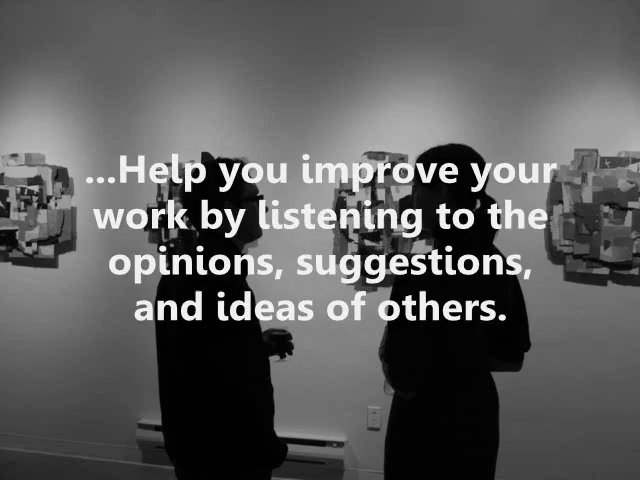 ...Help you improve your
work by listening to the
opinions, suggestions,
and ideas of others.